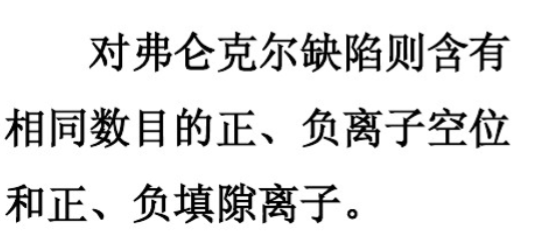 对弗仑克尔缺陷则含有
相同数目的正、负离子空位
和正、负填隙离子。